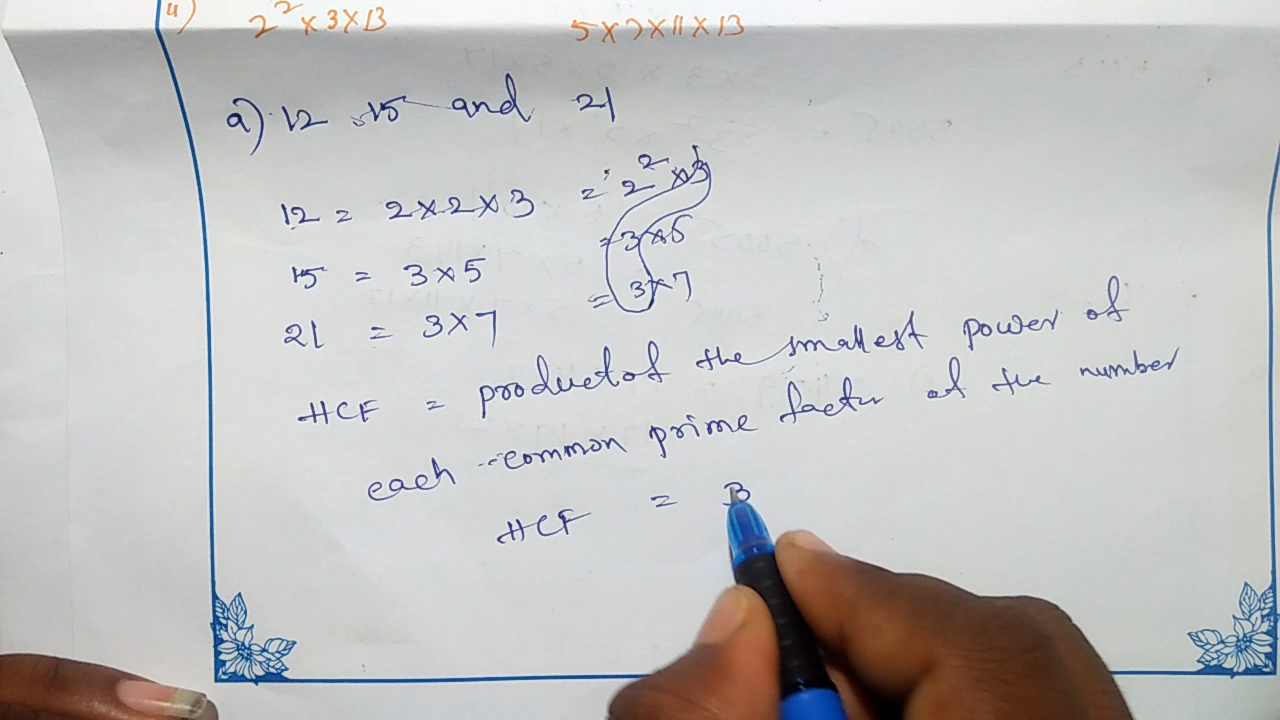 4) 2² × 3 × 13 5 × 7 × 11 × 13
a) 12, 15 and 21
12 = 2 × 2 × 3 = 2² × 3
15 = 3 × 5 = 3 × 5
21 = 3 × 7 = 3 × 7
HCF = product of the smallest power of
each common prime factor of the number
HCF = 3